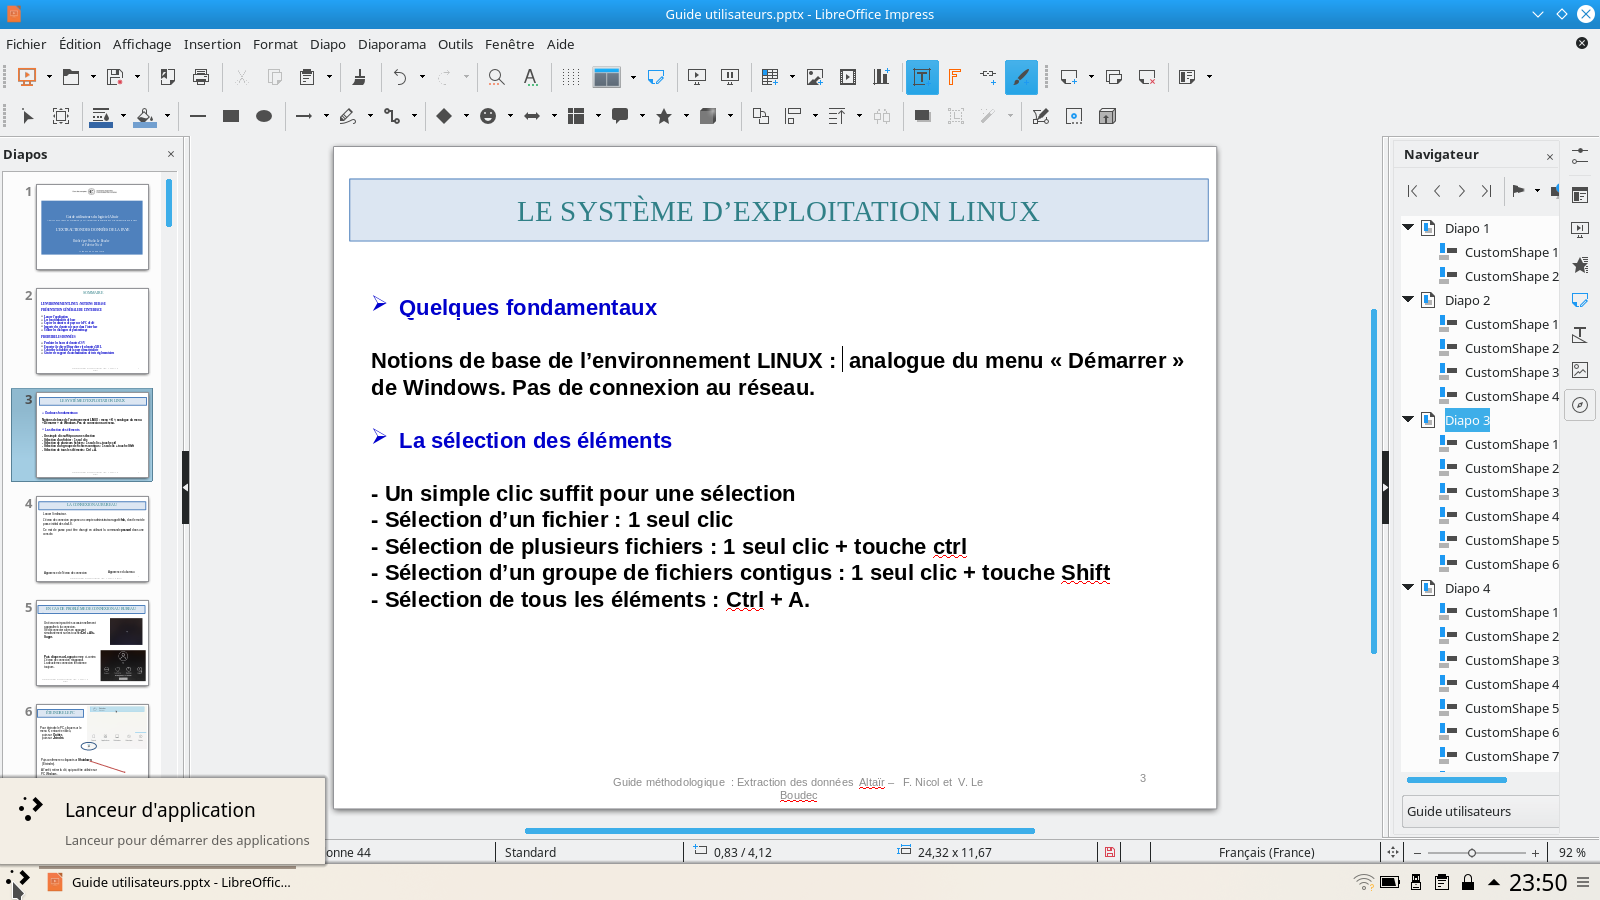 Guide utilisateurs.pptx - LibreOffice Impress
Fichier Édition Affichage Insertion Format Diapo Diaporama Outils Fenêtre Aide
Diapos
1
2
3
4
5
6
LE SYSTÈME D’EXPLOITATION LINUX
Quelques fondamentaux
Notions de base de l’environnement LINUX : analogue du menu « Démarrer »
de Windows. Pas de connexion au réseau.
La sélection des éléments
- Un simple clic suffit pour une sélection
- Sélection d’un fichier : 1 seul clic
- Sélection de plusieurs fichiers : 1 seul clic + touche ctrl
- Sélection d’un groupe de fichiers contigus : 1 seul clic + touche Shift
- Sélection de tous les éléments : Ctrl + A.
Guide méthodologique : Extraction des données Altaïr – F. Nicol et V. Le
Boudec
3
Navigateur
Diapo 1
CustomShape 1
CustomShape 2
Diapo 2
CustomShape 1
CustomShape 2
CustomShape 3
CustomShape 4
Diapo 3
CustomShape 1
CustomShape 2
CustomShape 3
CustomShape 4
CustomShape 5
CustomShape 6
Diapo 4
CustomShape 1
CustomShape 2
CustomShape 3
CustomShape 4
CustomShape 5
CustomShape 6
CustomShape 7
Guide utilisateurs
Lanceur d'application
Lanceur pour démarrer des applications
onne 44 Standard 0,83 / 4,12 24,32 x 11,67 Français (France) 92 %
Guide utilisateurs.pptx - LibreOffic...
23:50